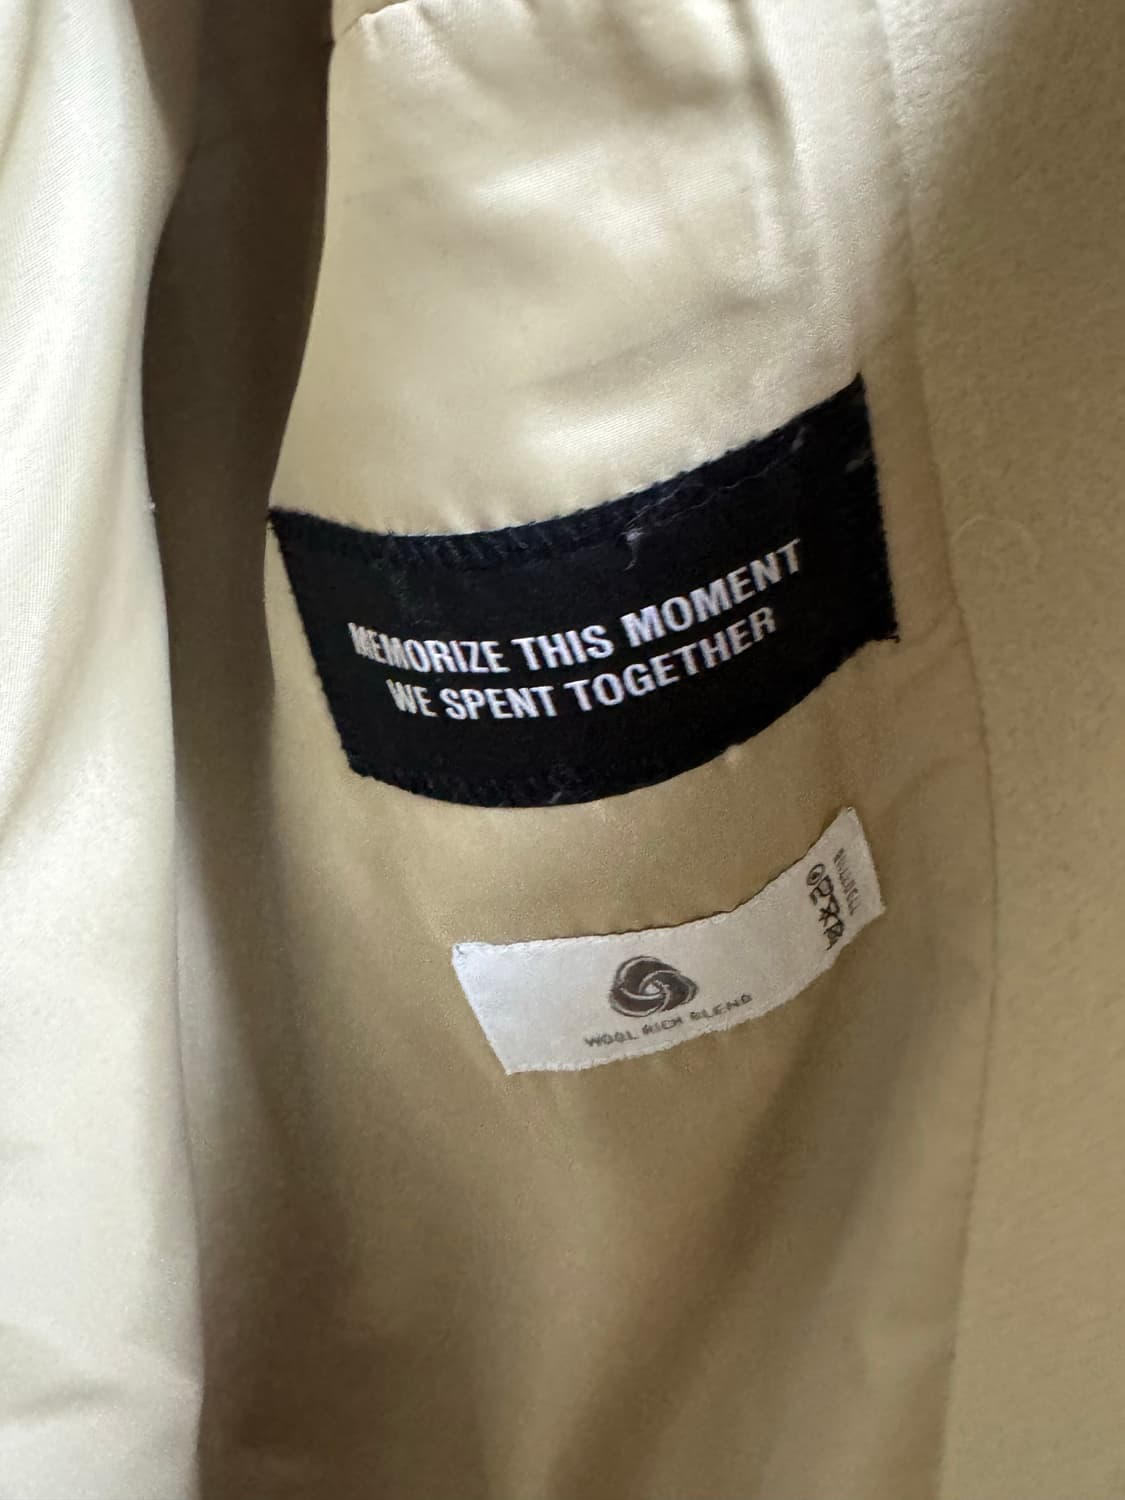 MEMORIZE THIS MOMENT
WE SPENT TOGETHER
WOOL RICH BLEND